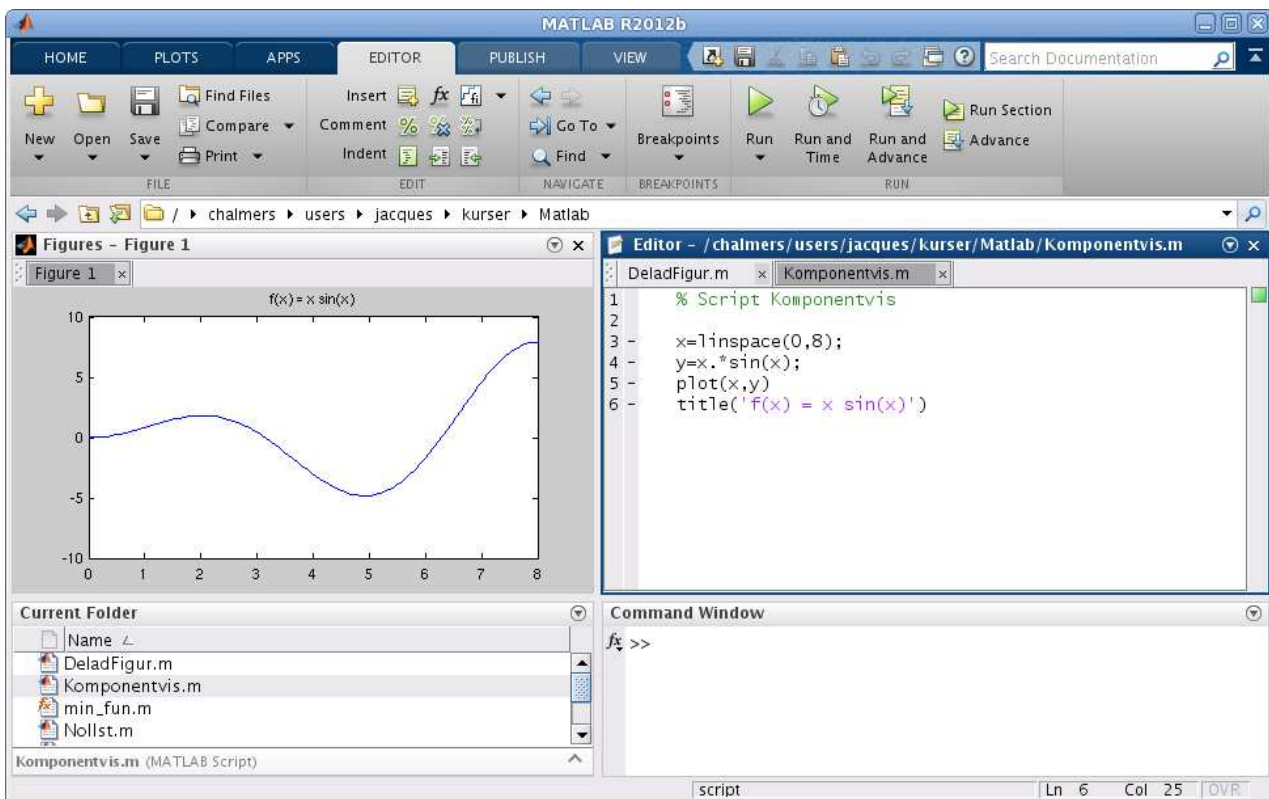 MATLAB R2012b
HOME PLOTS APPS EDITOR PUBLISH VIEW Search Documentation
New Open Save
Find Files
Compare
Print
FILE
Insert fx fi
Comment %
Indent
EDIT
Go To
Find
NAVIGATE
Breakpoints
BREAKPOINTS
Run
Run and Time
Run and Advance
Run Section
Advance
RUN
/ chalmers users jacques kurser Matlab
Figures - Figure 1
Figure 1
f(x) = x sin(x)
10
5
0
-5
-10
0 1 2 3 4 5 6 7 8
Editor - /chalmers/users/jacques/kurser/Matlab/Komponentvis.m
DeladFigur.m Komponentvis.m
1 % Script Komponentvis
2
3 - x=linspace(0,8);
4 - y=x.*sin(x);
5 - plot(x,y)
6 - title('f(x) = x sin(x)')
Current Folder
Name
DeladFigur.m
Komponentvis.m
min_fun.m
Nollst.m
Komponentvis.m (MATLAB Script)
Command Window
fx >>
script Ln 6 Col 25 OVR